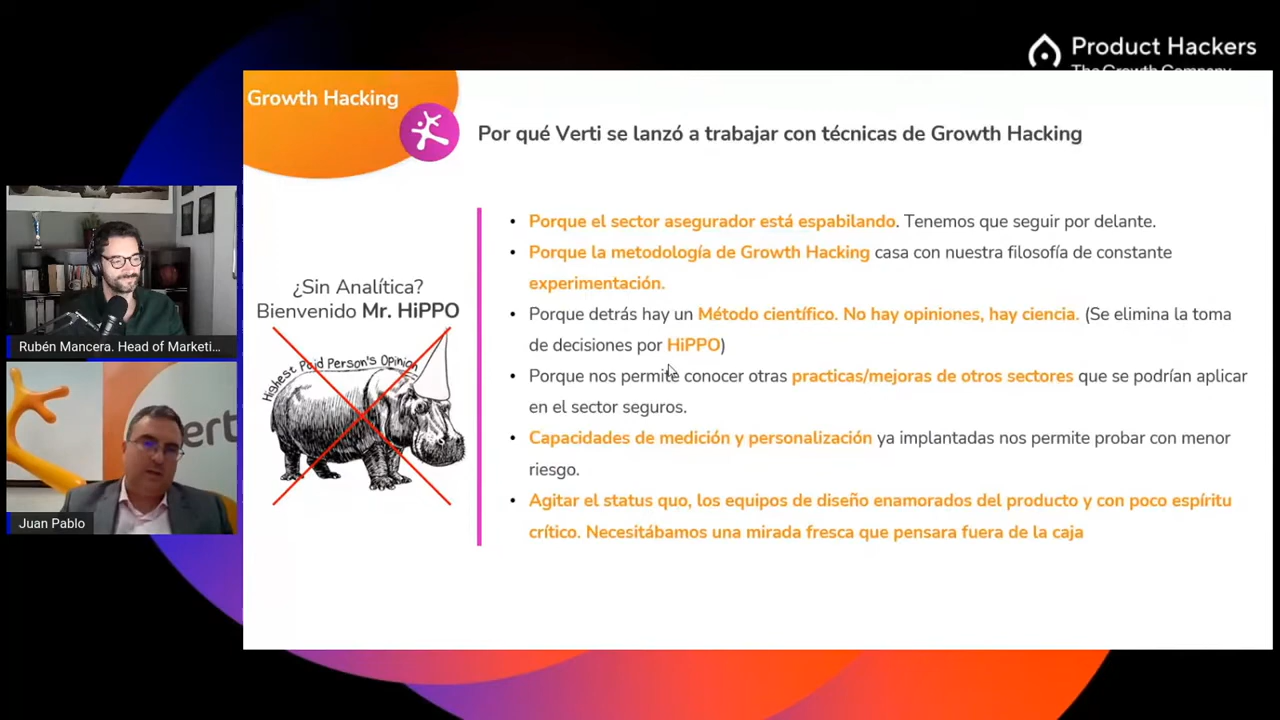 Product Hackers
The Growth Company
Growth Hacking
Por qué Verti se lanzó a trabajar con técnicas de Growth Hacking
¿Sin Analítica?
Bienvenido Mr. HiPPO
Highest Paid Person's Opinion
• Porque el sector asegurador está espabilando. Tenemos que seguir por delante.
• Porque la metodología de Growth Hacking casa con nuestra filosofía de constante
experimentación.
• Porque detrás hay un Método científico. No hay opiniones, hay ciencia. (Se elimina la toma
de decisiones por HiPPO)
• Porque nos permite conocer otras practicas/mejoras de otros sectores que se podrían aplicar
en el sector seguros.
• Capacidades de medición y personalización ya implantadas nos permite probar con menor
riesgo.
• Agitar el status quo, los equipos de diseño enamorados del producto y con poco espíritu
crítico. Necesitábamos una mirada fresca que pensara fuera de la caja
Rubén Mancera. Head of Marketi...
ert
Juan Pablo